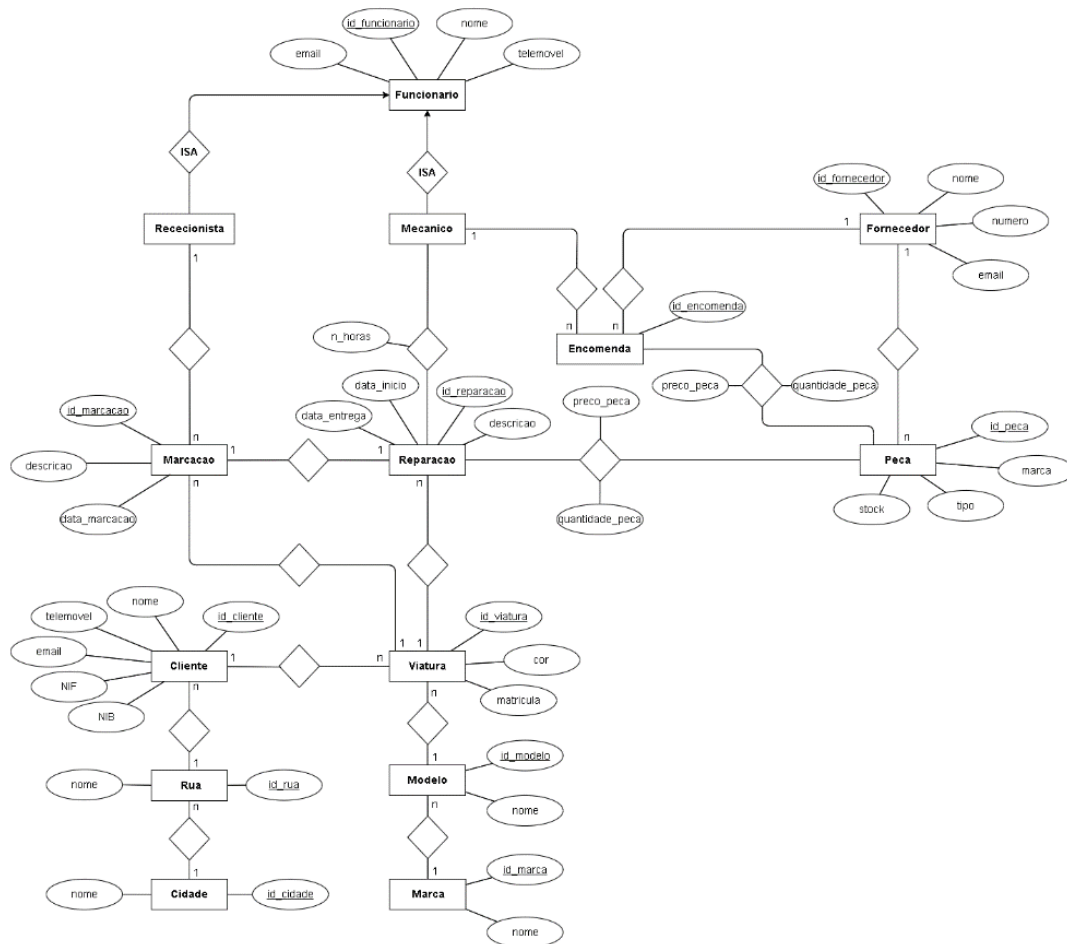 id_funcionario
nome
email
telemovel
Funcionario
ISA
ISA
id_fornecedor
nome
Rececionista
Mecanico
Fornecedor
numero
1
1
1
1
email
id_encomenda
n_horas
n
n
Encomenda
data_inicio
id_reparacao
preco_peca
quantidade_peca
preco_peca
id_marcacao
data_entrega
descricao
id_peca
n
n
Marcacao
1
1
Reparacao
Peca
marca
descricao
n
n
data_marcacao
quantidade_peca
stock
tipo
nome
telemovel
id_cliente
id_viatura
email
1
1
Cliente
1
n
Viatura
cor
NIF
n
n
matricula
NIB
1
1
id_modelo
nome
Rua
id_rua
Modelo
n
n
nome
1
1
id_marca
nome
Cidade
id_cidade
Marca
nome